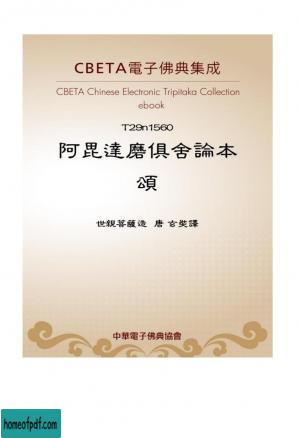 CBETA電子佛典集成
CBETA Chinese Electronic Tripitaka Collection
ebook
T29n1560
阿毘達磨俱舍論本
頌
世親菩薩造 唐 玄奘譯
中華電子佛典協會
homeofpdf.com